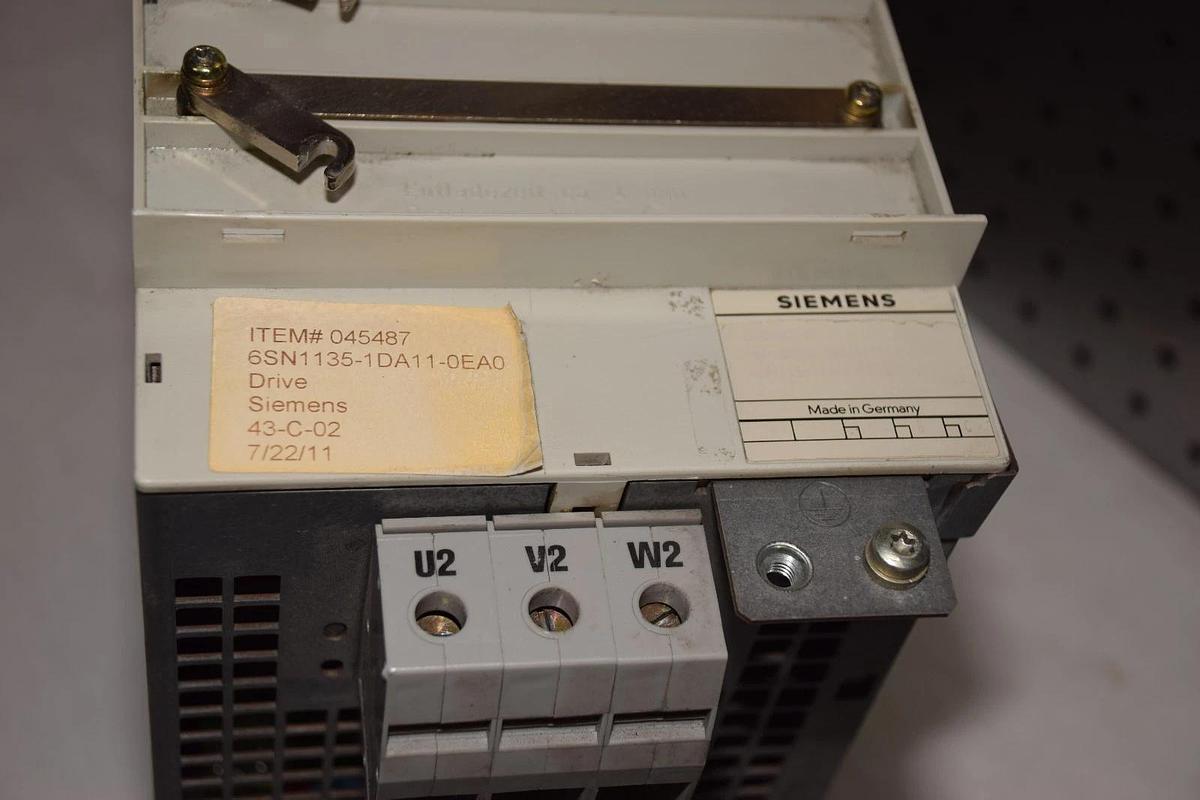 ITEM# 045487
6SN1135-1DA11-0EA0
Drive
Siemens
43-C-02
7/22/11
SIEMENS
Made in Germany
U2
V2
W2